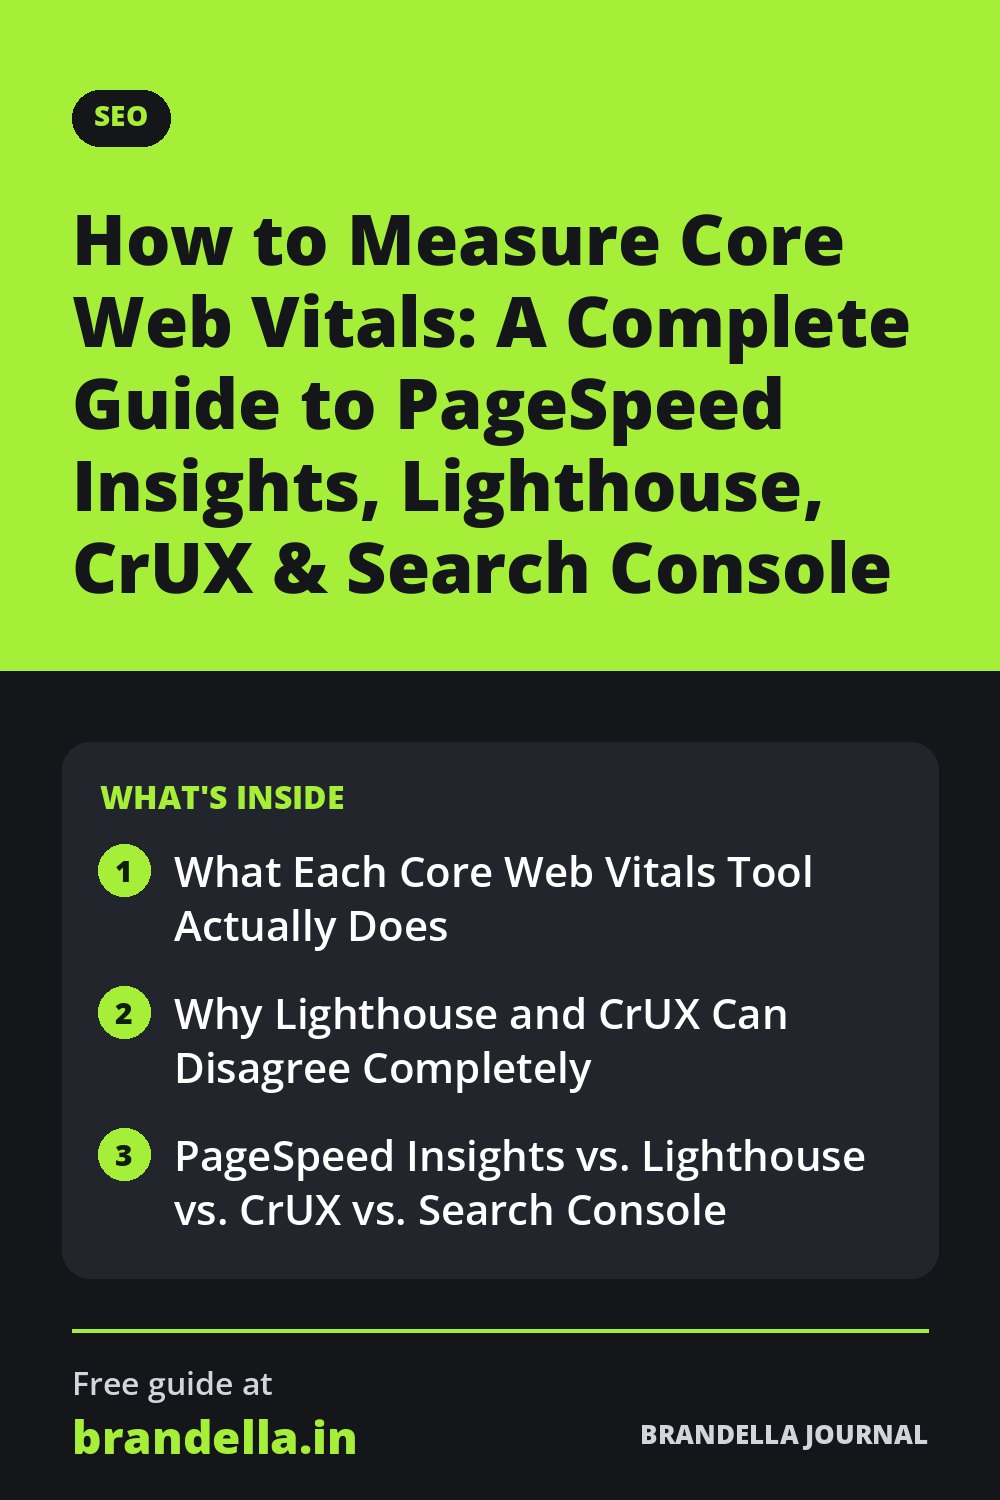 SEO
How to Measure Core
Web Vitals: A Complete
Guide to PageSpeed
Insights, Lighthouse,
CrUX & Search Console
WHAT'S INSIDE
1 What Each Core Web Vitals Tool
Actually Does
2 Why Lighthouse and CrUX Can
Disagree Completely
3 PageSpeed Insights vs. Lighthouse
vs. CrUX vs. Search Console
Free guide at
brandella.in
BRANDELLA JOURNAL